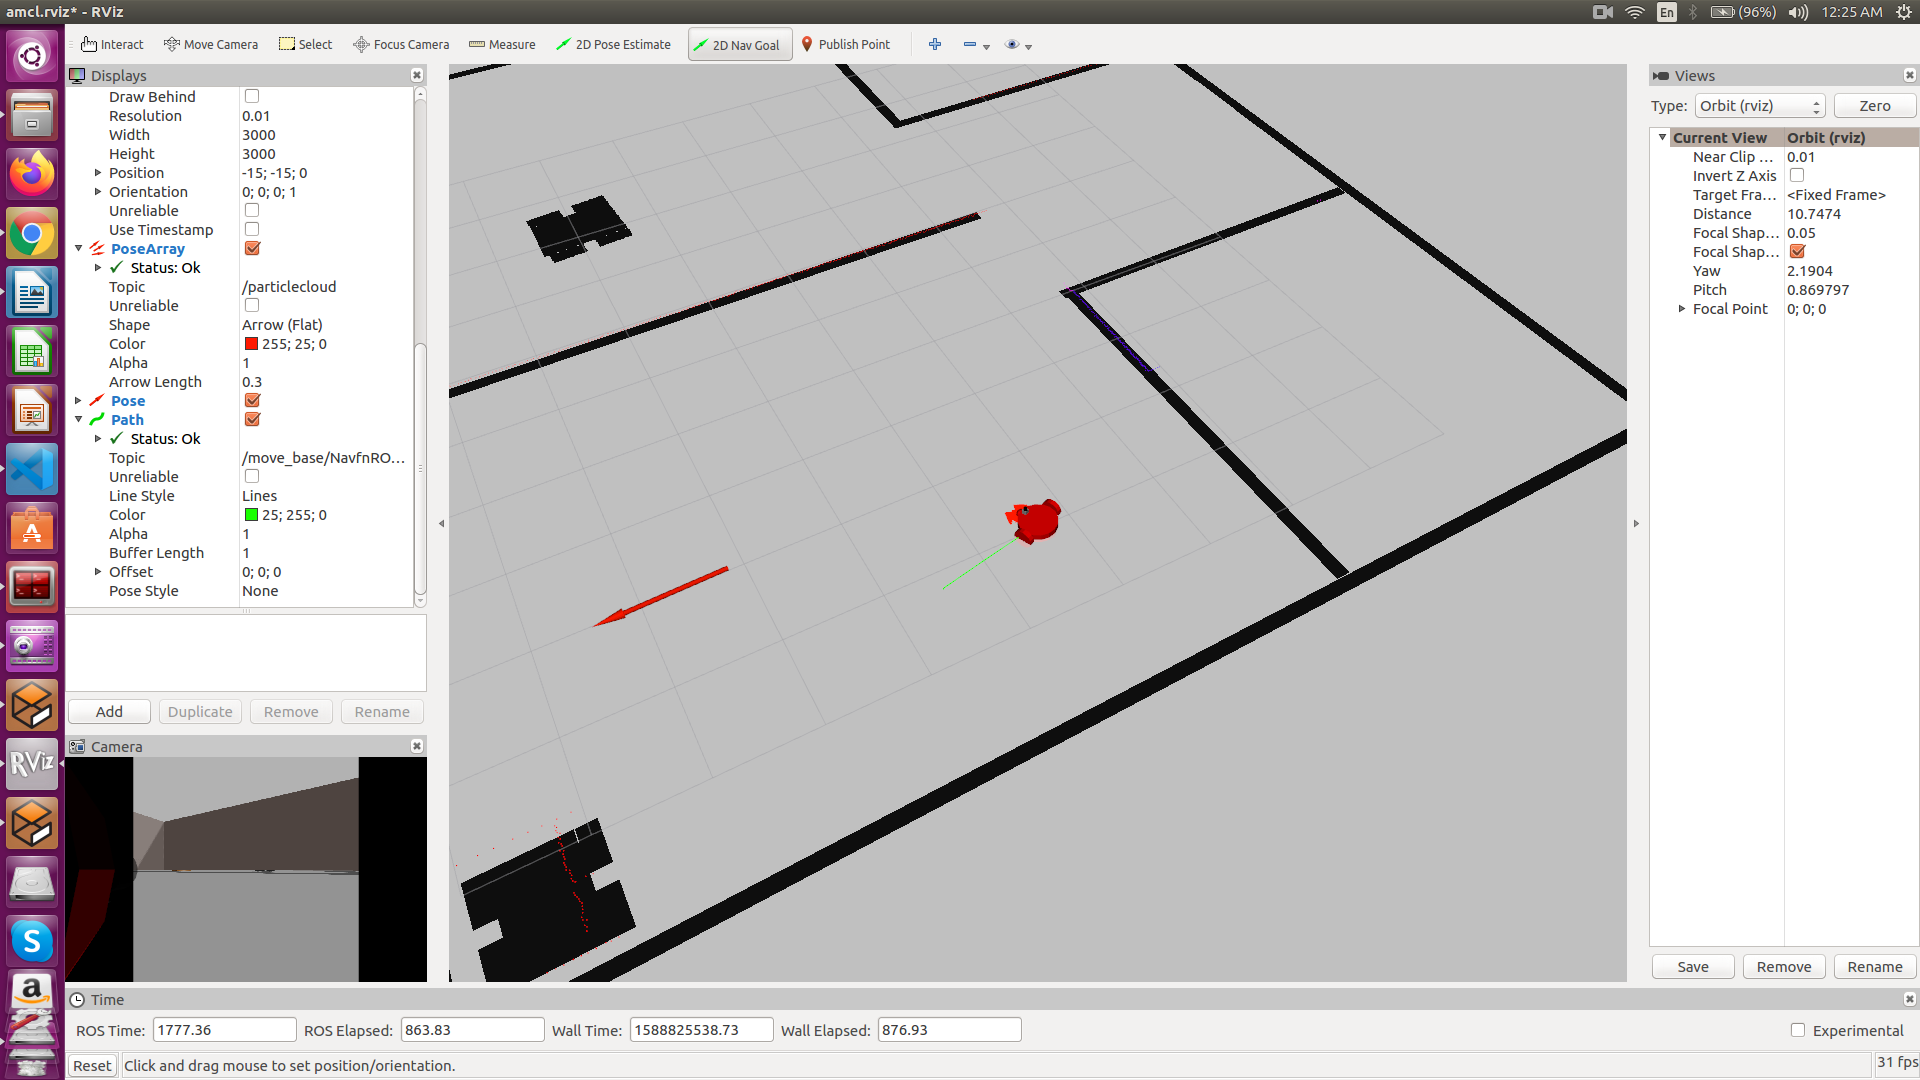 amcl.rviz* - RViz
En
(96%)
12:25 AM
Interact
Move Camera
Select
Focus Camera
Measure
2D Pose Estimate
2D Nav Goal
Publish Point
Displays
Draw Behind
Resolution 0.01
Width 3000
Height 3000
Position -15; -15; 0
Orientation 0; 0; 0; 1
Unreliable
Use Timestamp
PoseArray
Status: Ok
Topic /particlecloud
Unreliable
Shape Arrow (Flat)
Color 255; 25; 0
Alpha 1
Arrow Length 0.3
Pose
Path
Status: Ok
Topic /move_base/NavfnRO...
Unreliable
Line Style Lines
Color 25; 255; 0
Alpha 1
Buffer Length 1
Offset 0; 0; 0
Pose Style None
Add
Duplicate
Remove
Rename
Camera
RViz
S
a
Views
Type: Orbit (rviz)
Zero
Current View Orbit (rviz)
Near Clip ... 0.01
Invert Z Axis
Target Fra... <Fixed Frame>
Distance 10.7474
Focal Shap... 0.05
Focal Shap...
Yaw 2.1904
Pitch 0.869797
Focal Point 0; 0; 0
Save
Remove
Rename
Time
ROS Time: 1777.36
ROS Elapsed: 863.83
Wall Time: 1588825538.73
Wall Elapsed: 876.93
Experimental
Reset
Click and drag mouse to set position/orientation.
31 fps